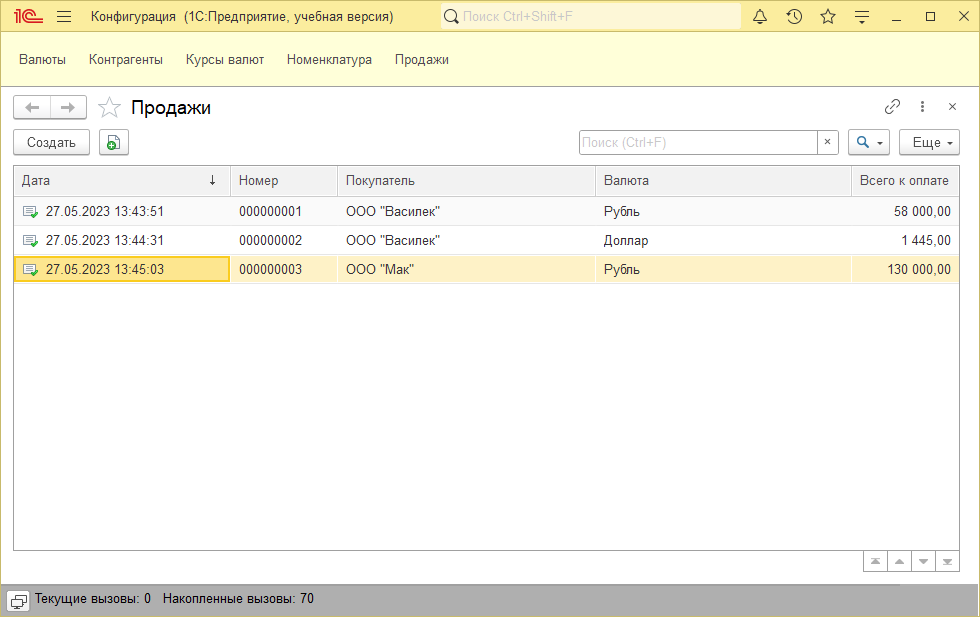 1С Конфигурация (1С:Предприятие, учебная версия) Поиск Ctrl+Shift+F
Валюты Контрагенты Курсы валют Номенклатура Продажи
Продажи
Создать Поиск (Ctrl+F) × Еще
Дата ↓ Номер Покупатель Валюта Всего к оплате
27.05.2023 13:43:51 000000001 ООО "Василек" Рубль 58 000,00
27.05.2023 13:44:31 000000002 ООО "Василек" Доллар 1 445,00
27.05.2023 13:45:03 000000003 ООО "Мак" Рубль 130 000,00
Текущие вызовы: 0 Накопленные вызовы: 70